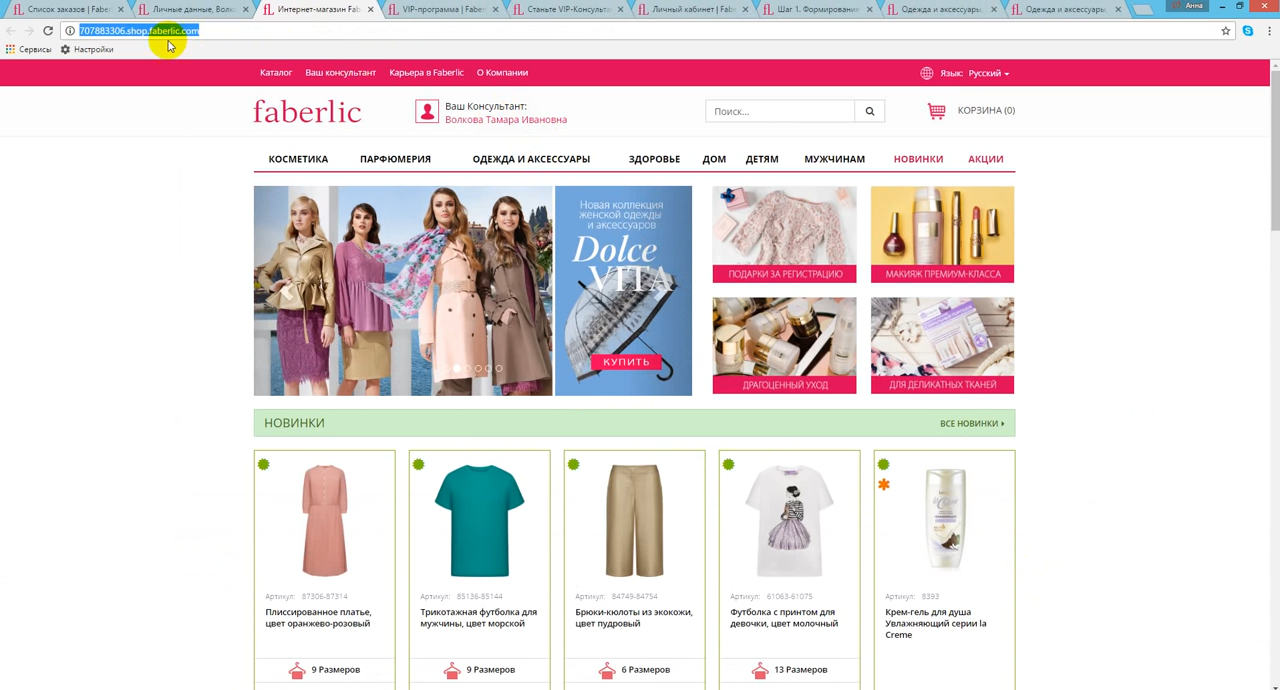 Список заказов | Faberl
Личные данные, Волк
Интернет-магазин Fab
VIP-программа | Faber
Станьте VIP-Консульт
Личный кабинет | Fab
Шаг 1. Формирование
Одежда и аксессуары,
Одежда и аксессуары,
Анна
707883306.shop.faberlic.com
Сервисы
Настройки
Каталог
Ваш консультант
Карьера в Faberlic
О Компании
Язык: Русский
faberlic
Ваш Консультант:
Волкова Тамара Ивановна
Поиск...
КОРЗИНА (0)
КОСМЕТИКА
ПАРФЮМЕРИЯ
ОДЕЖДА И АКСЕССУАРЫ
ЗДОРОВЬЕ
ДОМ
ДЕТЯМ
МУЖЧИНАМ
НОВИНКИ
АКЦИИ
Новая коллекция
женской одежды
и аксессуаров
Dolce
VITA
КУПИТЬ
ПОДАРКИ ЗА РЕГИСТРАЦИЮ
МАКИЯЖ ПРЕМИУМ-КЛАССА
ДРАГОЦЕННЫЙ УХОД
ДЛЯ ДЕЛИКАТНЫХ ТКАНЕЙ
НОВИНКИ
ВСЕ НОВИНКИ
Артикул: 87306-87314
Плиссированное платье,
цвет оранжево-розовый
9 Размеров
Артикул: 85136-85144
Трикотажная футболка для
мужчины, цвет морской
9 Размеров
Артикул: 84749-84754
Брюки-кюлоты из экокожи,
цвет пудровый
6 Размеров
Артикул: 61063-61075
Футболка с принтом для
девочки, цвет молочный
13 Размеров
Артикул: 8393
Крем-гель для душа
Увлажняющий серии la
Creme